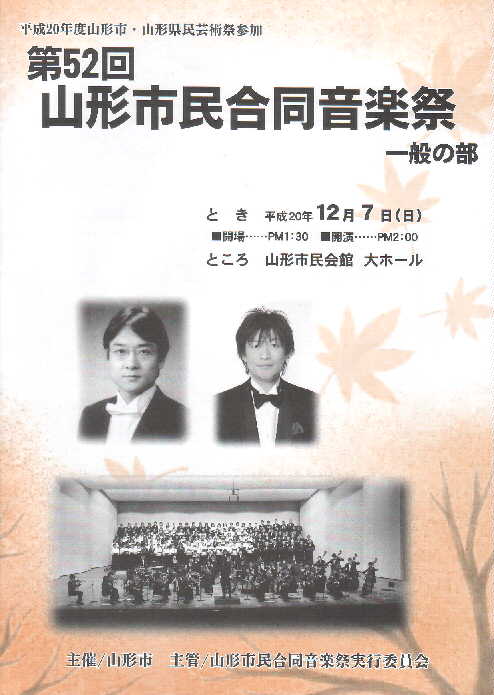 平成20年度山形市・山形県民芸術祭参加
第52回
山形市民合同音楽祭
一般の部
とき 平成20年 12月 7日(日)
■開場……PM1:30 ■開演……PM2:00
ところ 山形市民会館 大ホール
主催/山形市 主管/山形市民合同音楽祭実行委員会